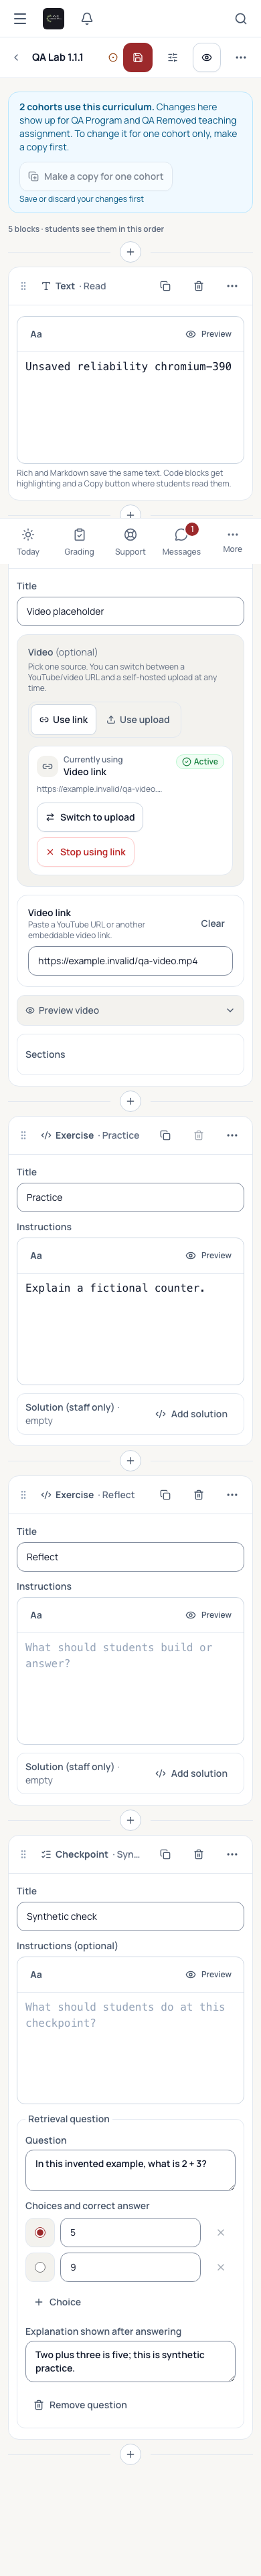 QA Lab 1.1.1
2 cohorts use this curriculum. Changes here
show up for QA Program and QA Removed teaching
assignment. To change it for one cohort only, make
a copy first.
Make a copy for one cohort
Save or discard your changes first
5 blocks · students see them in this order
Text · Read
Aa
Preview
Unsaved reliability chromium-390
Rich and Markdown save the same text. Code blocks get
highlighting and a Copy button where students read them.
Today
Grading
Support
Messages
1
More
Title
Video placeholder
Video (optional)
Pick one source. You can switch between a
YouTube/video URL and a self-hosted upload at any
time.
Use link
Use upload
Currently using
Video link
Active
https://example.invalid/qa-video....
Switch to upload
Stop using link
Video link
Paste a YouTube URL or another
embeddable video link.
Clear
https://example.invalid/qa-video.mp4
Preview video
Sections
Exercise · Practice
Title
Practice
Instructions
Aa
Preview
Explain a fictional counter.
Solution (staff only) ·
empty
Add solution
Exercise · Reflect
Title
Reflect
Instructions
Aa
Preview
What should students build or
answer?
Solution (staff only) ·
empty
Add solution
Checkpoint · Syn...
Title
Synthetic check
Instructions (optional)
Aa
Preview
What should students do at this
checkpoint?
Retrieval question
Question
In this invented example, what is 2 + 3?
Choices and correct answer
5
9
Choice
Explanation shown after answering
Two plus three is five; this is synthetic
practice.
Remove question